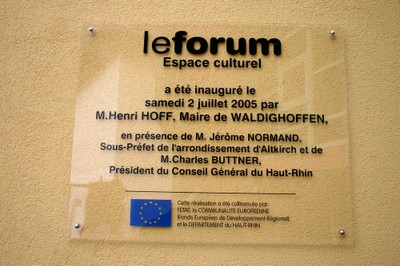 leforum
Espace culturel
a été inauguré le
samedi 2 juillet 2005 par
M.Henri HOFF, Maire de WALDIGHOFFEN,
en présence de M. Jérôme NORMAND,
Sous-Préfet de l'arrondissement d'Altkirch et de
M.Charles BUTTNER,
Président du Conseil Général du Haut-Rhin
Cette réalisation a été cofinancée par:
l'ETAT, la COMMUNAUTE EUROPEENNE
(Fonds Européens de Développement Régional)
et le DEPARTEMENT du HAUT-RHIN